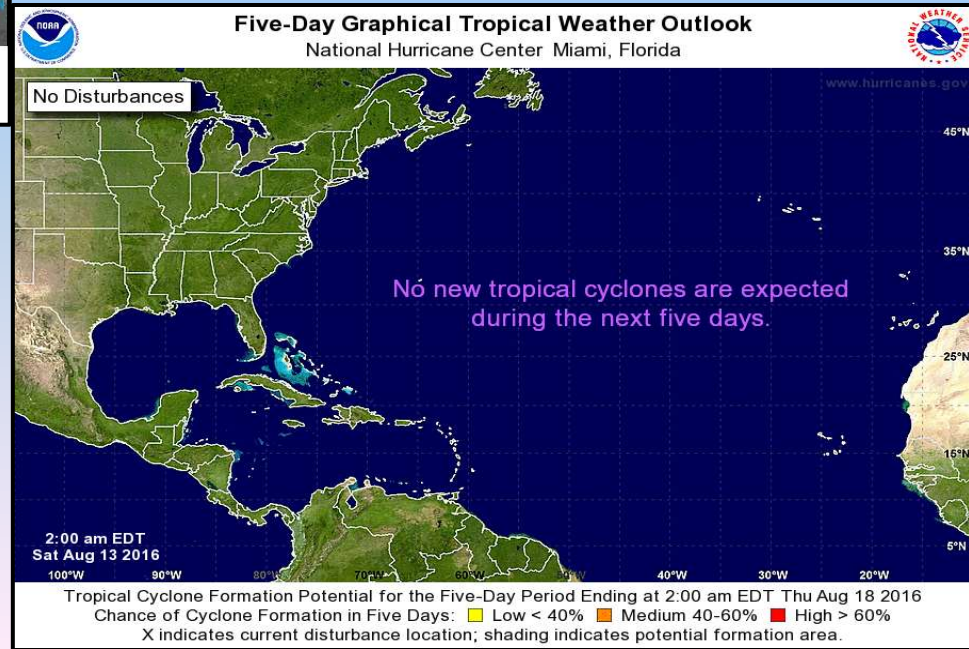 Five-Day Graphical Tropical Weather Outlook
National Hurricane Center Miami, Florida
NOAA
No Disturbances
www.hurricanes.gov
45°N
35°N
No new tropical cyclones are expected
during the next five days.
25°N
15°N
2:00 am EDT
Sat Aug 13 2016
5°N
100°W 90°W 80°W 70°W 60°W 50°W 40°W 30°W 20°W
Tropical Cyclone Formation Potential for the Five-Day Period Ending at 2:00 am EDT Thu Aug 18 2016
Chance of Cyclone Formation in Five Days: Low < 40% Medium 40-60% High > 60%
X indicates current disturbance location; shading indicates potential formation area.